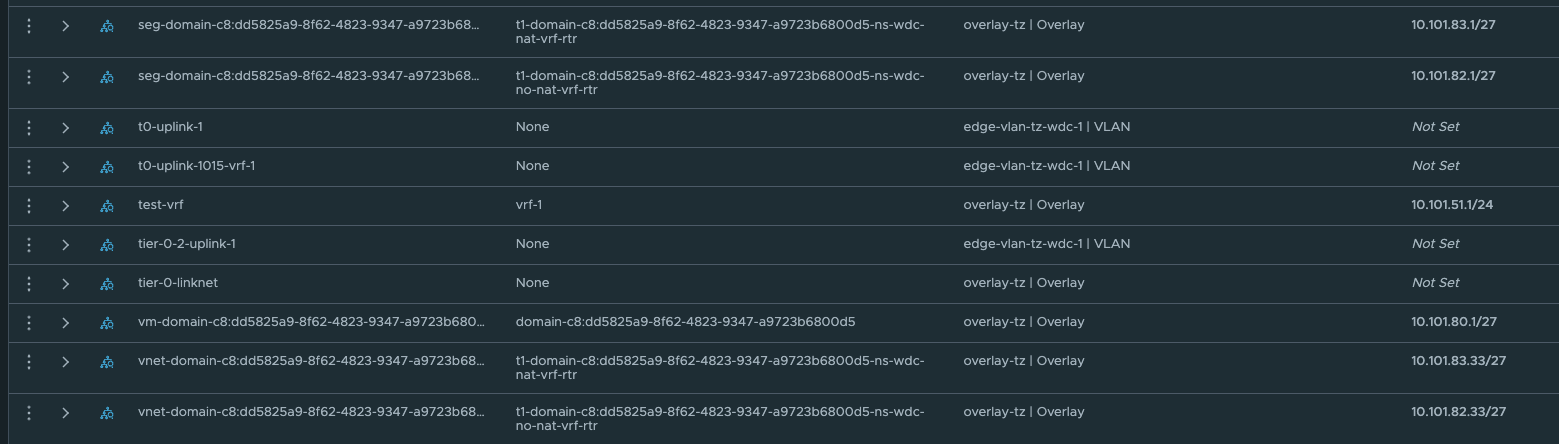 seg-domain-c8:dd5825a9-8f62-4823-9347-a9723b68... t1-domain-c8:dd5825a9-8f62-4823-9347-a9723b6800d5-ns-wdc- overlay-tz | Overlay 10.101.83.1/27
nat-vrf-rtr
seg-domain-c8:dd5825a9-8f62-4823-9347-a9723b68... t1-domain-c8:dd5825a9-8f62-4823-9347-a9723b6800d5-ns-wdc- overlay-tz | Overlay 10.101.82.1/27
no-nat-vrf-rtr
t0-uplink-1 None edge-vlan-tz-wdc-1 | VLAN Not Set
t0-uplink-1015-vrf-1 None edge-vlan-tz-wdc-1 | VLAN Not Set
test-vrf vrf-1 overlay-tz | Overlay 10.101.51.1/24
tier-0-2-uplink-1 None edge-vlan-tz-wdc-1 | VLAN Not Set
tier-0-linknet None overlay-tz | Overlay Not Set
vm-domain-c8:dd5825a9-8f62-4823-9347-a9723b680... domain-c8:dd5825a9-8f62-4823-9347-a9723b6800d5 overlay-tz | Overlay 10.101.80.1/27
vnet-domain-c8:dd5825a9-8f62-4823-9347-a9723b68... t1-domain-c8:dd5825a9-8f62-4823-9347-a9723b6800d5-ns-wdc- overlay-tz | Overlay 10.101.83.33/27
nat-vrf-rtr
vnet-domain-c8:dd5825a9-8f62-4823-9347-a9723b68... t1-domain-c8:dd5825a9-8f62-4823-9347-a9723b6800d5-ns-wdc- overlay-tz | Overlay 10.101.82.33/27
no-nat-vrf-rtr